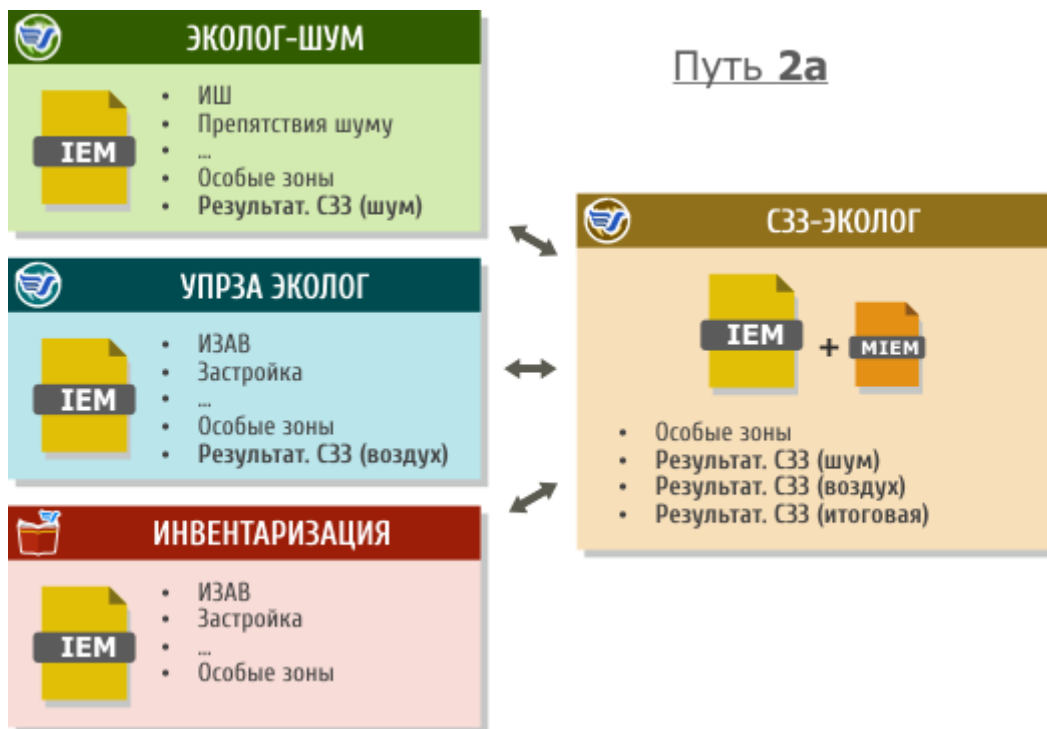 ЭКОЛОГ-ШУМ
IEM
• ИШ
• Препятствия шуму
• ...
• Особые зоны
• Результат. СЗЗ (шум)
Путь 2а
УПРЗА ЭКОЛОГ
IEM
• ИЗАВ
• Застройка
• ...
• Особые зоны
• Результат. СЗЗ (воздух)
ИНВЕНТАРИЗАЦИЯ
IEM
• ИЗАВ
• Застройка
• ...
• Особые зоны
СЗЗ-ЭКОЛОГ
IEM + MIEM
• Особые зоны
• Результат. СЗЗ (шум)
• Результат. СЗЗ (воздух)
• Результат. СЗЗ (итоговая)